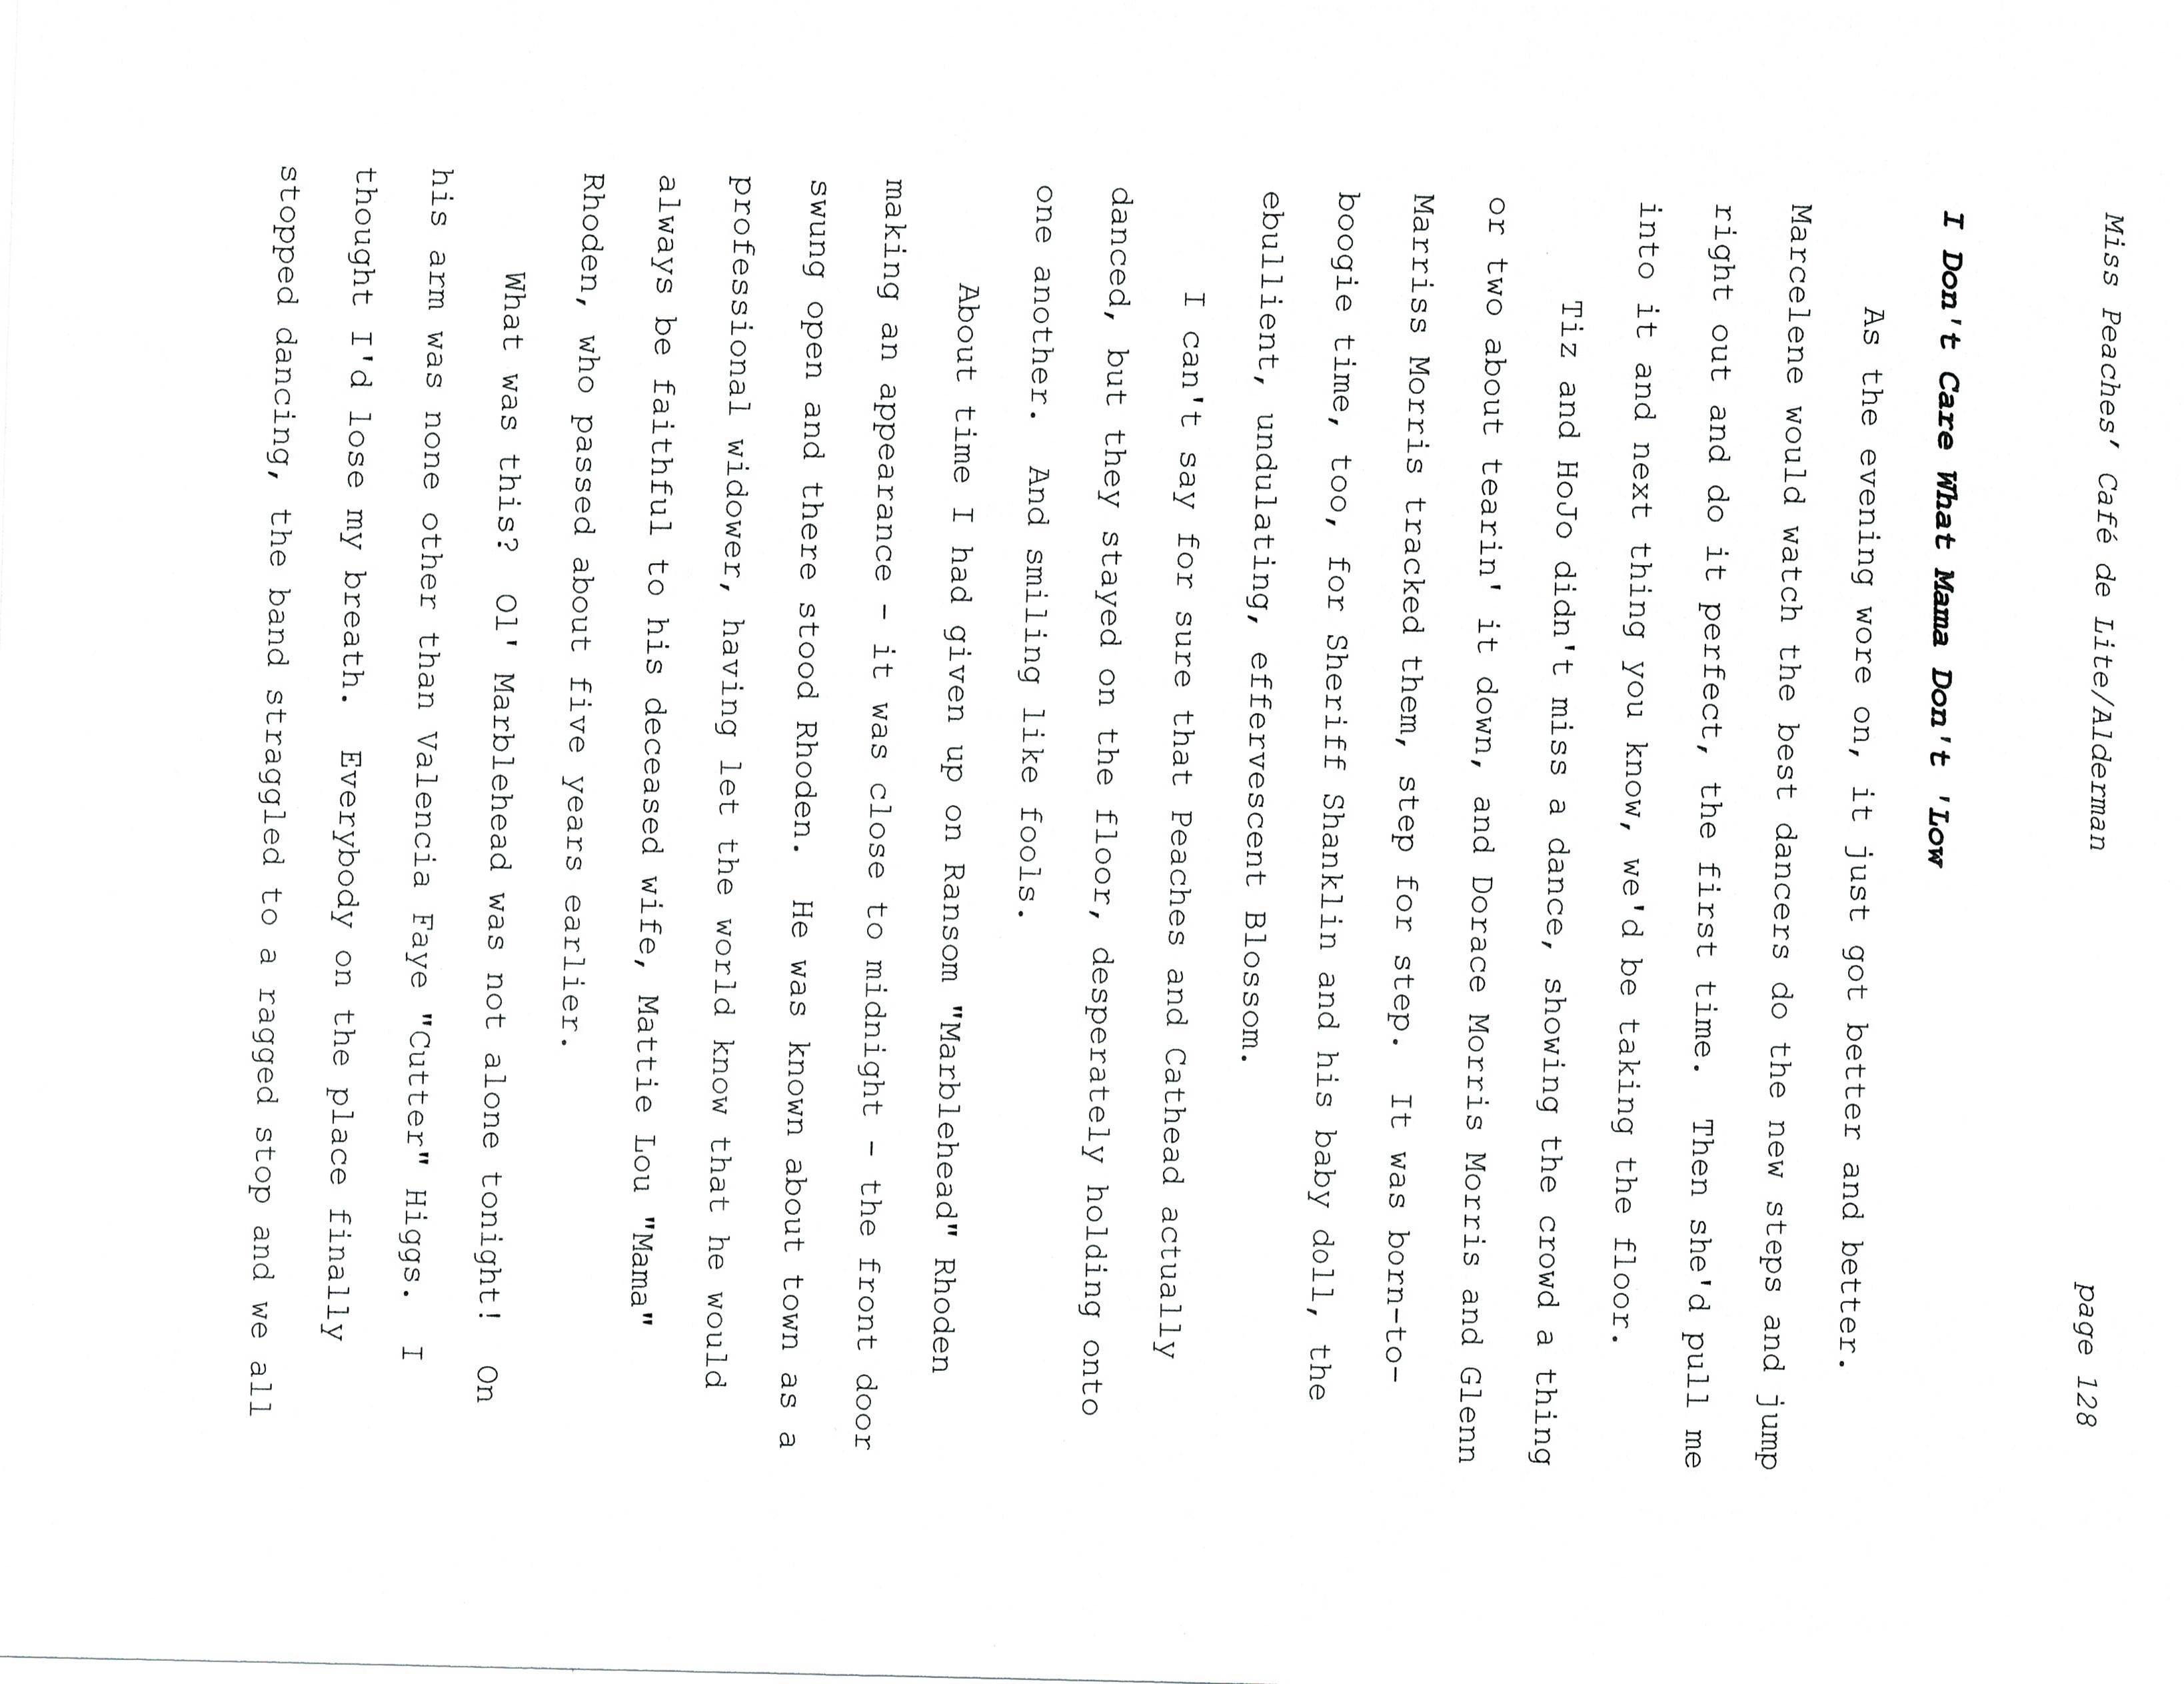 Miss Peaches' Café de Lite/Alderman page 128
I Don't Care What Mama Don't 'Low
As the evening wore on, it just got better and better.
Marcelene would watch the best dancers do the new steps and jump
right out and do it perfect, the first time. Then she'd pull me
into it and next thing you know, we'd be taking the floor.
Tiz and HoJo didn't miss a dance, showing the crowd a thing
or two about tearin' it down, and Dorace Morris Morris and Glenn
Marriss Morris tracked them, step for step. It was born-to-
boogie time, too, for Sheriff Shanklin and his baby doll, the
ebullient, undulating, effervescent Blossom.
I can't say for sure that Peaches and Cathead actually
danced, but they stayed on the floor, desperately holding onto
one another. And smiling like fools.
About time I had given up on Ransom "Marblehead" Rhoden
making an appearance - it was close to midnight - the front door
swung open and there stood Rhoden. He was known about town as a
professional widower, having let the world know that he would
always be faithful to his deceased wife, Mattie Lou "Mama"
Rhoden, who passed about five years earlier.
What was this? Ol' Marblehead was not alone tonight! On
his arm was none other than Valencia Faye "Cutter" Higgs. I
thought I'd lose my breath. Everybody on the place finally
stopped dancing, the band straggled to a ragged stop and we all